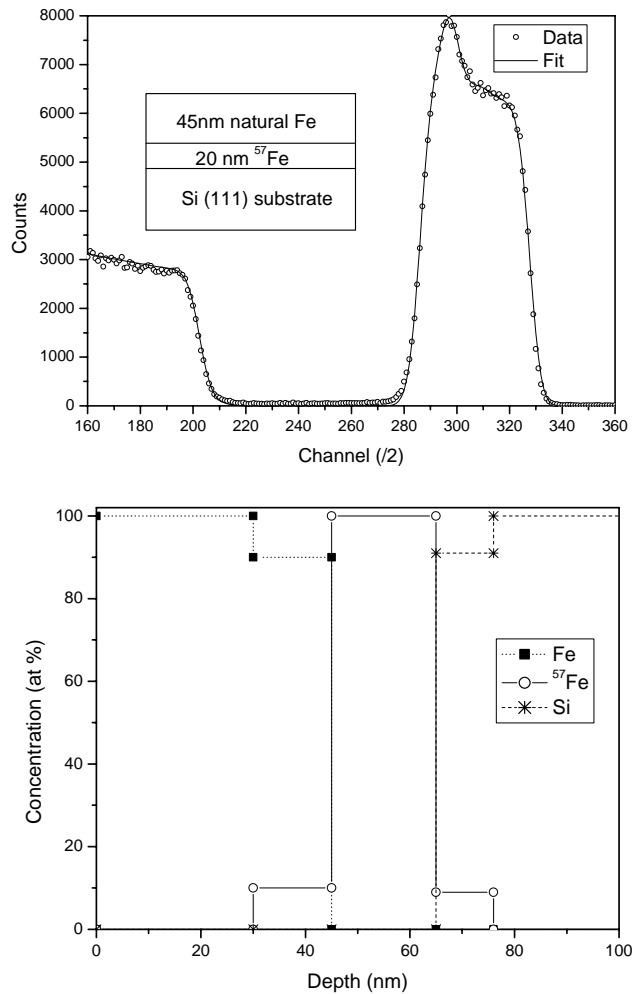 8000
7000
6000
5000
4000
3000
2000
1000
0
Counts
Data
Fit
45nm natural Fe
20 nm ⁵⁷Fe
Si (111) substrate
160 180 200 220 240 260 280 300 320 340 360
Channel (/2)
100
80
60
40
20
0
Concentration (at %)
Fe
⁵⁷Fe
Si
0 20 40 60 80 100
Depth (nm)